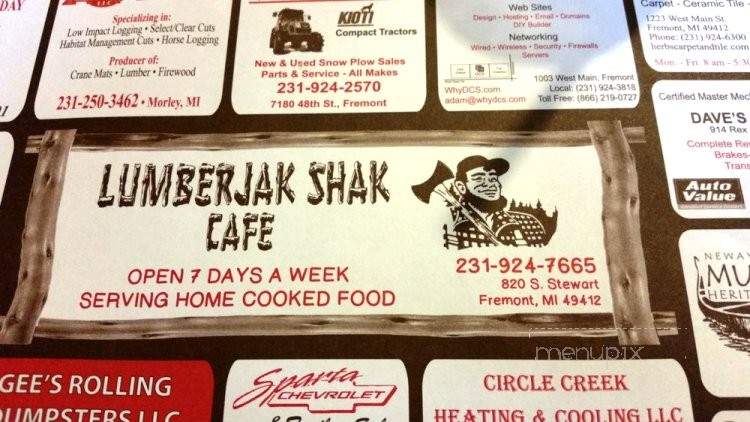 DAY
LLC
Specializing in:
Low Impact Logging • Select/Clear Cuts
Habitat Management Cuts • Horse Logging
Producer of:
Crane Mats • Lumber • Firewood
231-250-3462 • Morley, MI
KIOTI
Compact Tractors
New & Used Snow Plow Sales
Parts & Service - All Makes
231-924-2570
7180 48th St., Fremont
Web Sites
Design • Hosting • Email • Domains
DIY Builder
Networking
Wired • Wireless • Security • Firewalls
Servers
WhyDCS.com
adam@whydcs.com
1003 West Main, Fremont
Local: (231) 924-3818
Toll Free: (866) 219-0727
Carpet - Ceramic Tile -
1223 West Main St.
Fremont, MI 49412
Phone: (231) 924-6300
herbscarpetandtile.com
Mon. - Fri. 8 am - 5:30
Certified Master Mech
DAVE'S
914 Rex
Complete Re
Brakes-
Trans
Auto
Value
LUMBERJAK SHAK
CAFE
OPEN 7 DAYS A WEEK
SERVING HOME COOKED FOOD
231-924-7665
820 S. Stewart
Fremont, MI 49412
NEWAY
MU
HERIT
menupix
GEE'S ROLLING
DUMPSTERS LLC
Sparta
CHEVROLET
CIRCLE CREEK
HEATING & COOLING LLC